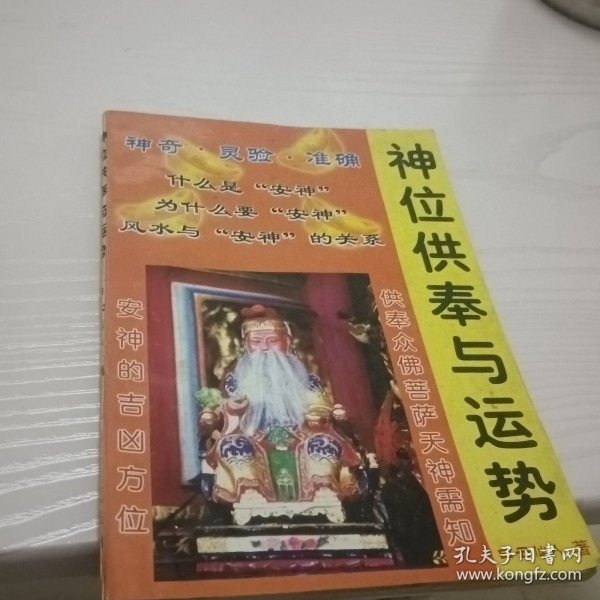 神奇·灵验·准确
什么是“安神”
为什么要“安神”
风水与“安神”的关系
神位供奉与运势
安神的吉凶方位
供奉众佛菩萨天神需知
著
孔夫子旧书网
www.kongfz.com